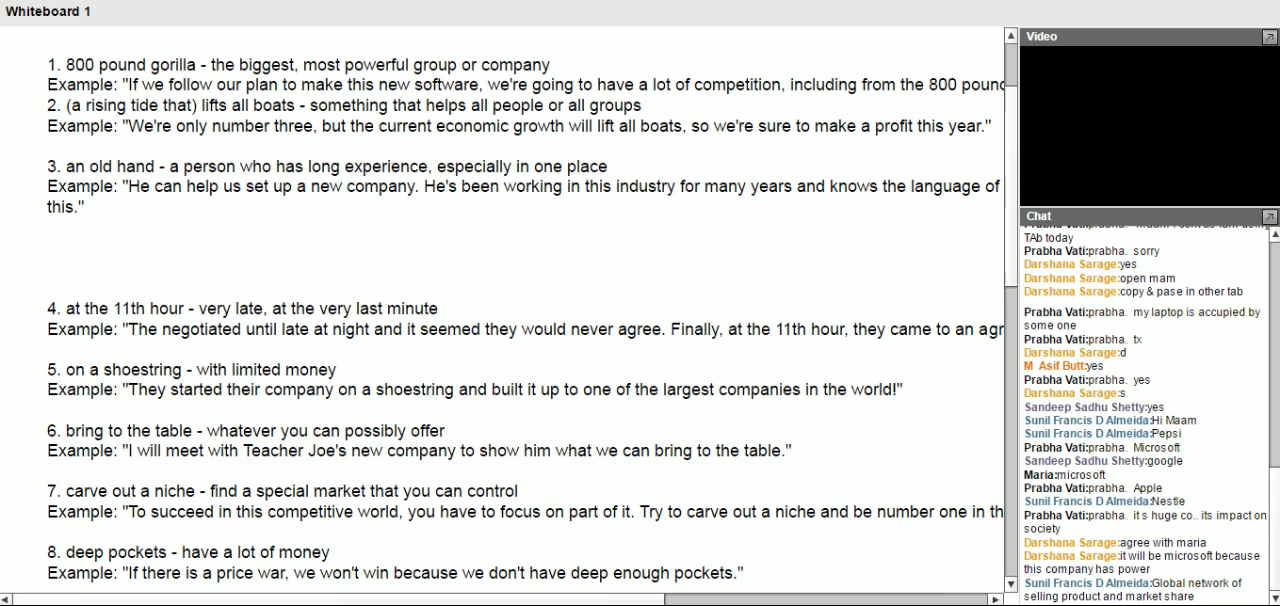 Whiteboard 1
1. 800 pound gorilla - the biggest, most powerful group or company
Example: "If we follow our plan to make this new software, we're going to have a lot of competition, including from the 800 pound
2. (a rising tide that) lifts all boats - something that helps all people or all groups
Example: "We're only number three, but the current economic growth will lift all boats, so we're sure to make a profit this year."
3. an old hand - a person who has long experience, especially in one place
Example: "He can help us set up a new company. He's been working in this industry for many years and knows the language of
this."
4. at the 11th hour - very late, at the very last minute
Example: "The negotiated until late at night and it seemed they would never agree. Finally, at the 11th hour, they came to an agr
5. on a shoestring - with limited money
Example: "They started their company on a shoestring and built it up to one of the largest companies in the world!"
6. bring to the table - whatever you can possibly offer
Example: "I will meet with Teacher Joe's new company to show him what we can bring to the table."
7. carve out a niche - find a special market that you can control
Example: "To succeed in this competitive world, you have to focus on part of it. Try to carve out a niche and be number one in th
8. deep pockets - have a lot of money
Example: "If there is a price war, we won't win because we don't have deep enough pockets."
Video
Chat
TAb today
Prabha Vati:prabha. sorry
Darshana Sarage:yes
Darshana Sarage:open mam
Darshana Sarage:copy & pase in other tab
Prabha Vati:prabha. my laptop is accupied by
some one
Prabha Vati:prabha. tx
Darshana Sarage:d
M Asif Butt:yes
Prabha Vati:prabha. yes
Darshana Sarage:s
Sandeep Sadhu Shetty:yes
Sunil Francis D Almeida:Hi Maam
Sunil Francis D Almeida:Pepsi
Prabha Vati:prabha. Microsoft
Sandeep Sadhu Shetty:google
Maria:microsoft
Prabha Vati:prabha. Apple
Sunil Francis D Almeida:Nestle
Prabha Vati:prabha. it s huge co.. its impact on
society
Darshana Sarage:agree with maria
Darshana Sarage:it will be microsoft because
this company has power
Sunil Francis D Almeida:Global network of
selling product and market share